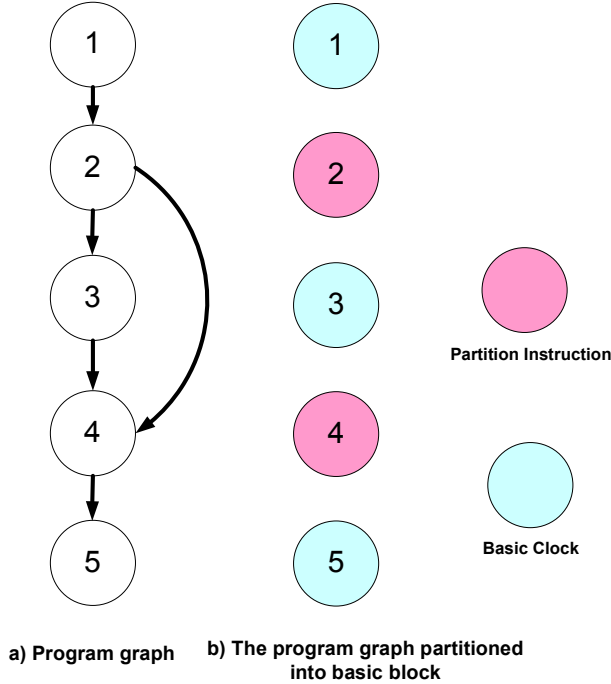 1
2
3
4
5
1
2
3
4
5
Partition Instruction
Basic Clock
a) Program graph
b) The program graph partitioned
into basic block